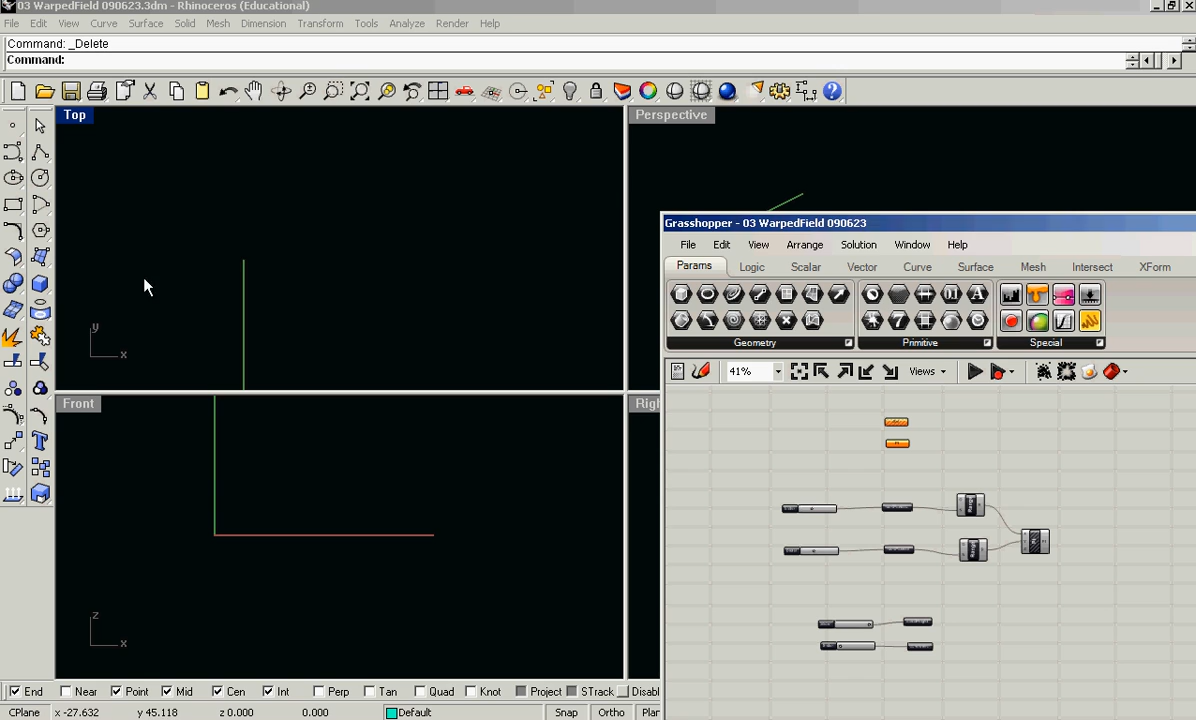 03 WarpedField 090623.3dm - Rhinoceros (Educational)
File Edit View Curve Surface Solid Mesh Dimension Transform Tools Analyze Render Help
Command: _Delete
Command:
Top
Perspective
y
x
Grasshopper - 03 WarpedField 090623
File Edit View Arrange Solution Window Help
Params Logic Scalar Vector Curve Surface Mesh Intersect XForm
Geometry Primitive Special
41% Views
Front
Righ
Range
Range
z
x
End Near Point Mid Cen Int Perp Tan Quad Knot Project STrack Disabl
CPlane x -27.632 y 45.118 z 0.000 0.000 Default Snap Ortho Plar